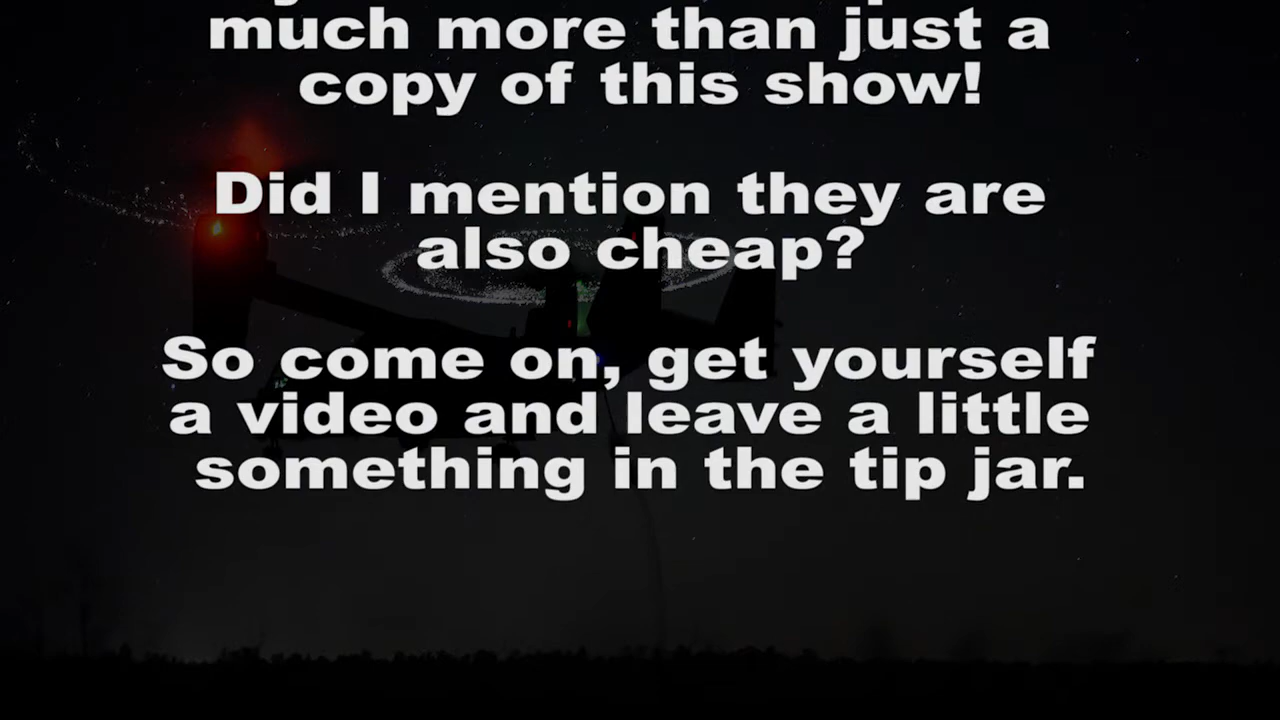 much more than just a
copy of this show!
Did I mention they are
also cheap?
So come on, get yourself
a video and leave a little
something in the tip jar.